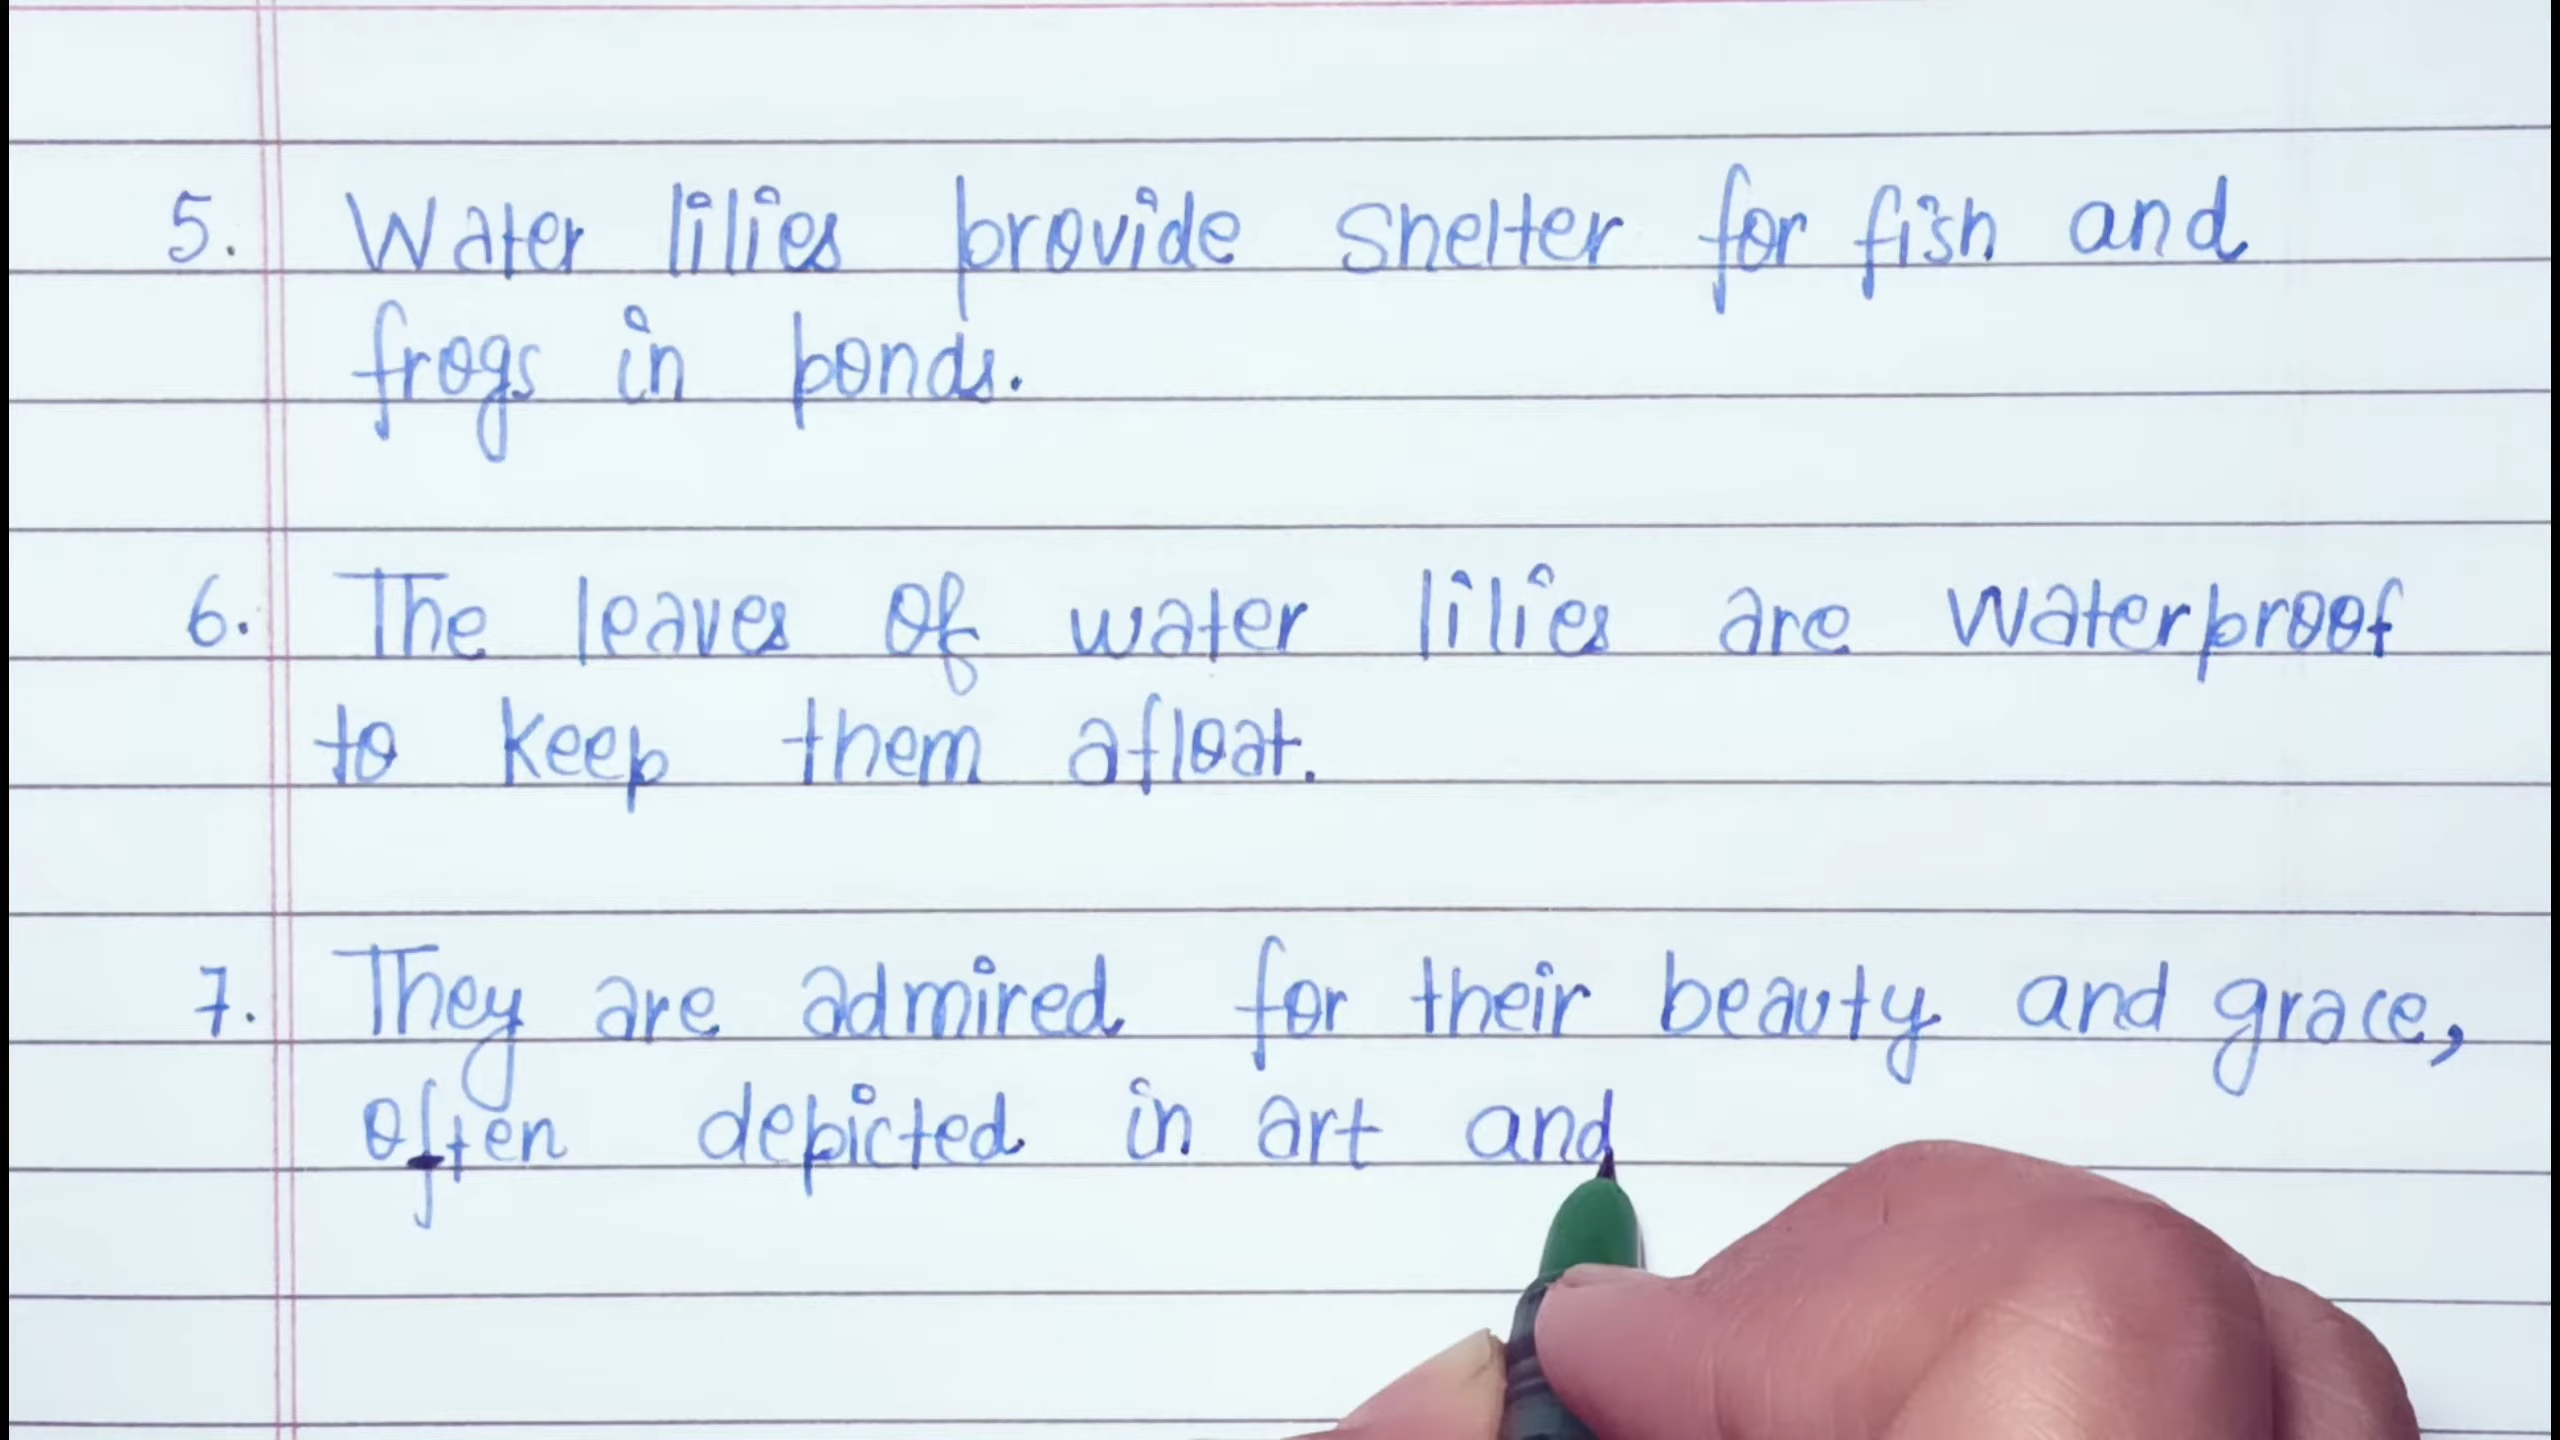 5. Water lilies provide shelter for fish and
frogs in ponds.
6. The leaves of water lilies are waterproof
to keep them afloat.
7. They are admired for their beauty and grace,
often depicted in art and